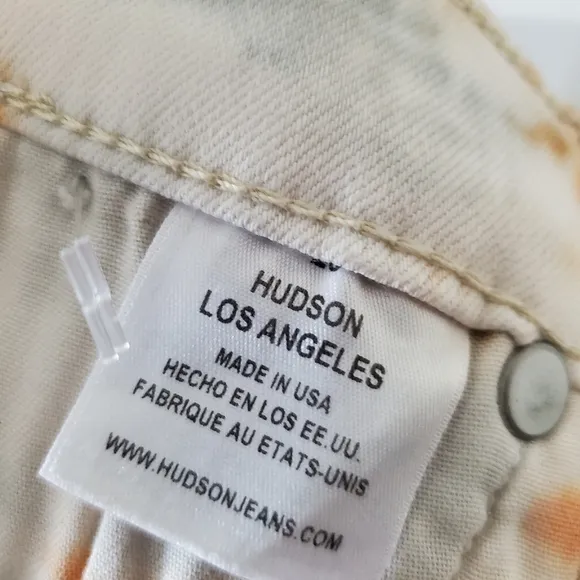 HUDSON
LOS ANGELES
MADE IN USA
HECHO EN LOS EE.UU.
FABRIQUE AU ETATS-UNIS
WWW.HUDSONJEANS.COM